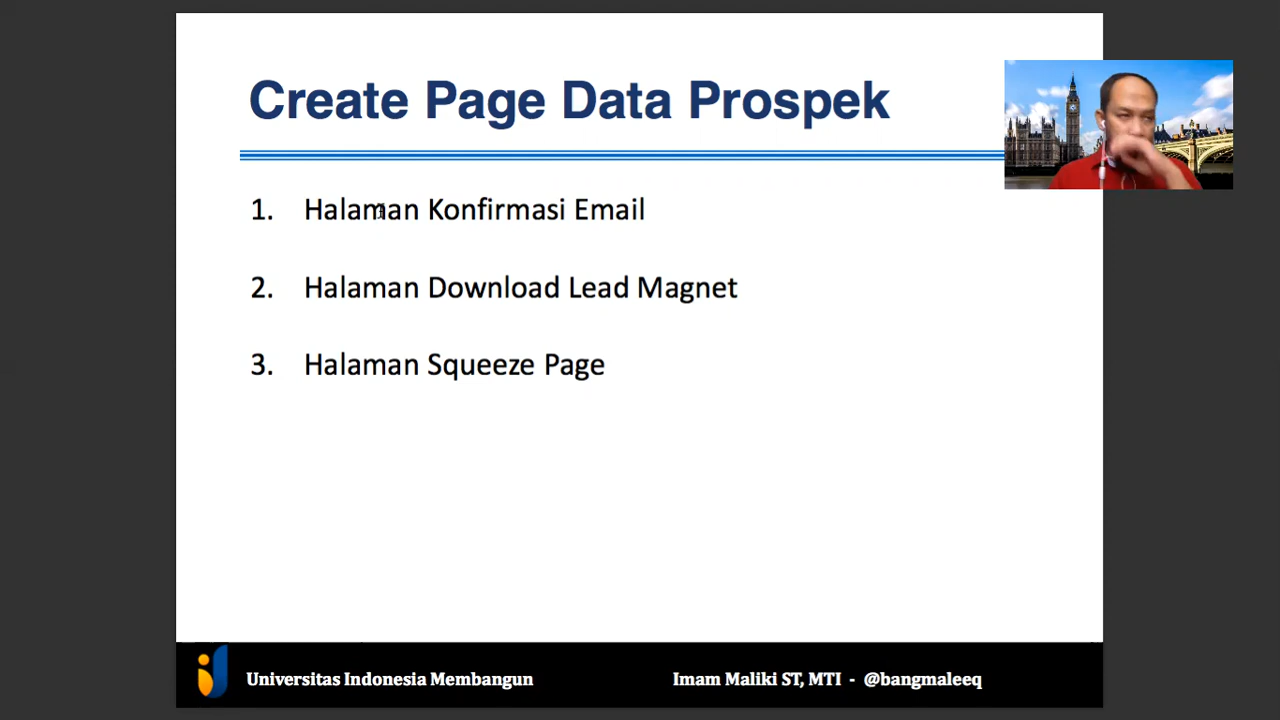 Create Page Data Prospek
1. Halaman Konfirmasi Email
2. Halaman Download Lead Magnet
3. Halaman Squeeze Page
Universitas Indonesia Membangun
Imam Maliki ST, MTI - @bangmaleeq